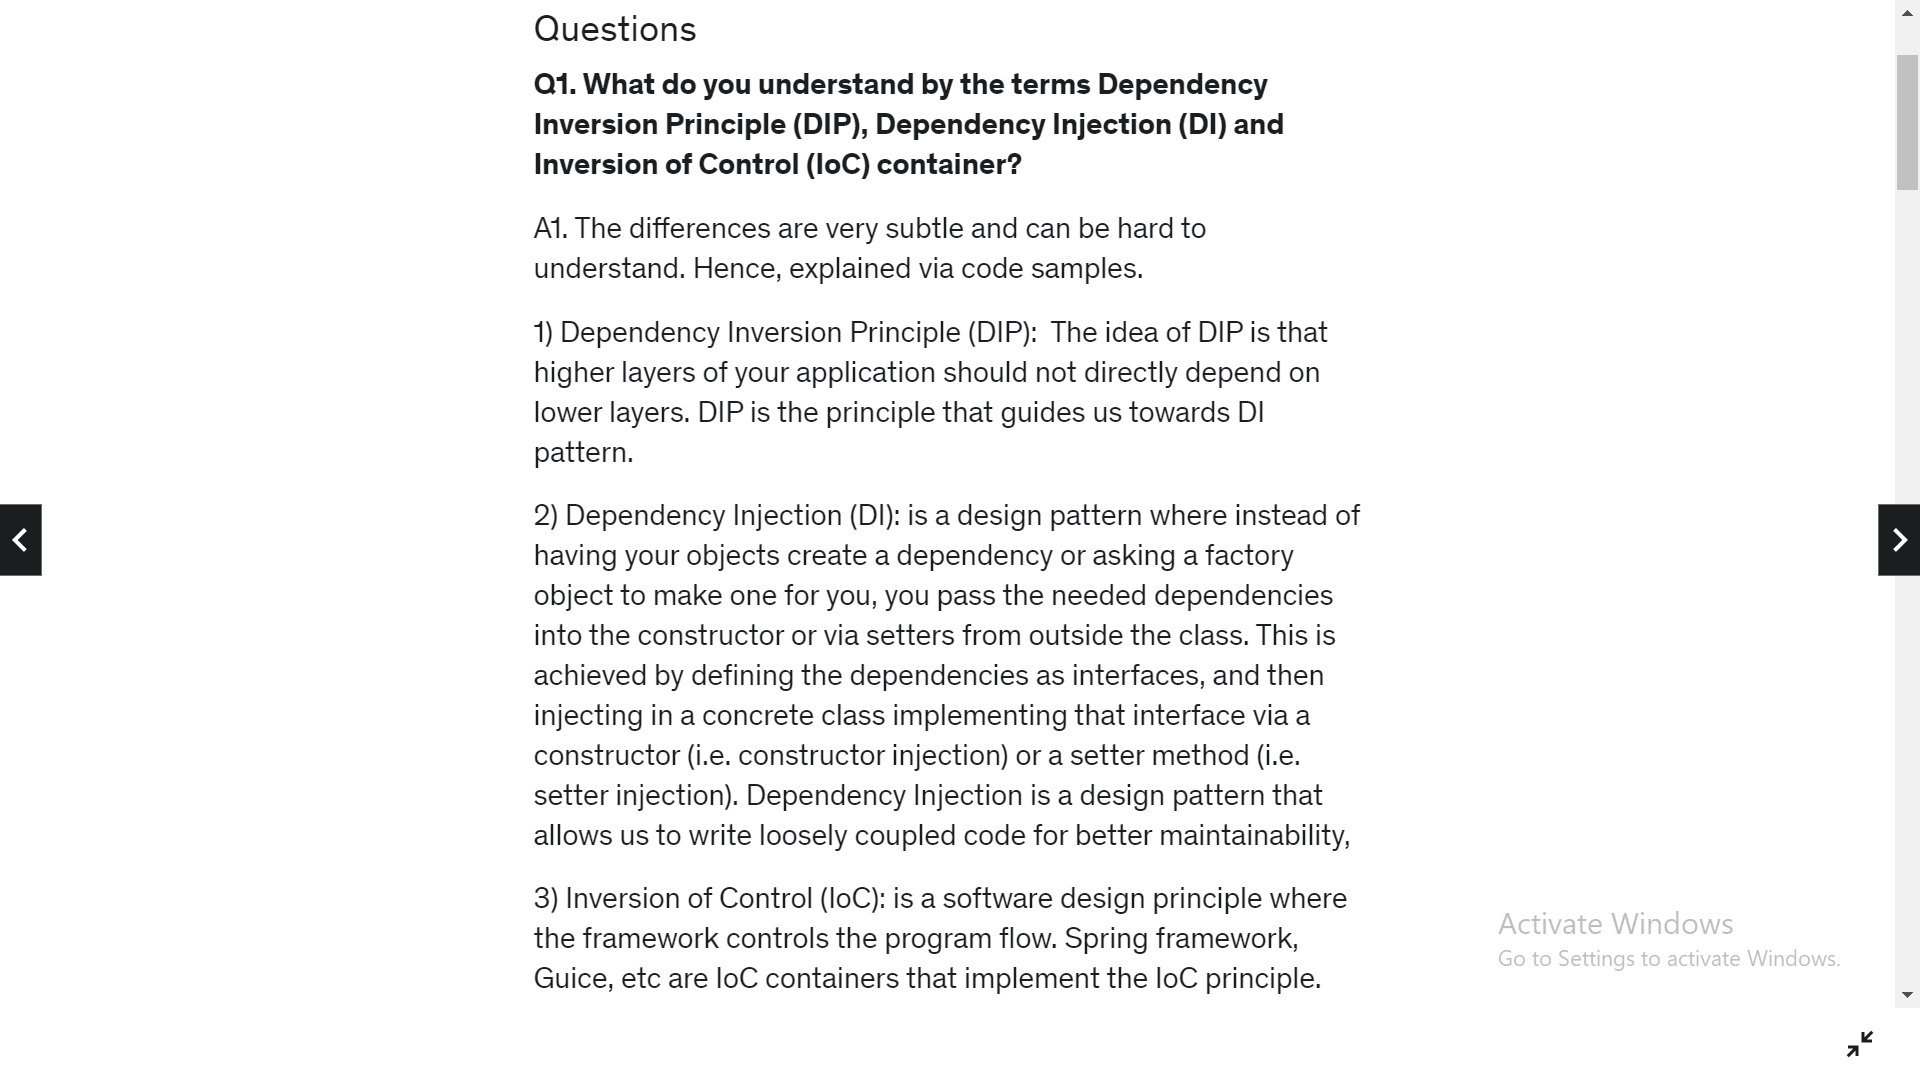 Questions
Q1. What do you understand by the terms Dependency
Inversion Principle (DIP), Dependency Injection (DI) and
Inversion of Control (IoC) container?
A1. The differences are very subtle and can be hard to
understand. Hence, explained via code samples.
1) Dependency Inversion Principle (DIP):  The idea of DIP is that
higher layers of your application should not directly depend on
lower layers. DIP is the principle that guides us towards DI
pattern.
2) Dependency Injection (DI): is a design pattern where instead of
having your objects create a dependency or asking a factory
object to make one for you, you pass the needed dependencies
into the constructor or via setters from outside the class. This is
achieved by defining the dependencies as interfaces, and then
injecting in a concrete class implementing that interface via a
constructor (i.e. constructor injection) or a setter method (i.e.
setter injection). Dependency Injection is a design pattern that
allows us to write loosely coupled code for better maintainability,
3) Inversion of Control (IoC): is a software design principle where
the framework controls the program flow. Spring framework,
Guice, etc are IoC containers that implement the IoC principle.
Activate Windows
Go to Settings to activate Windows.